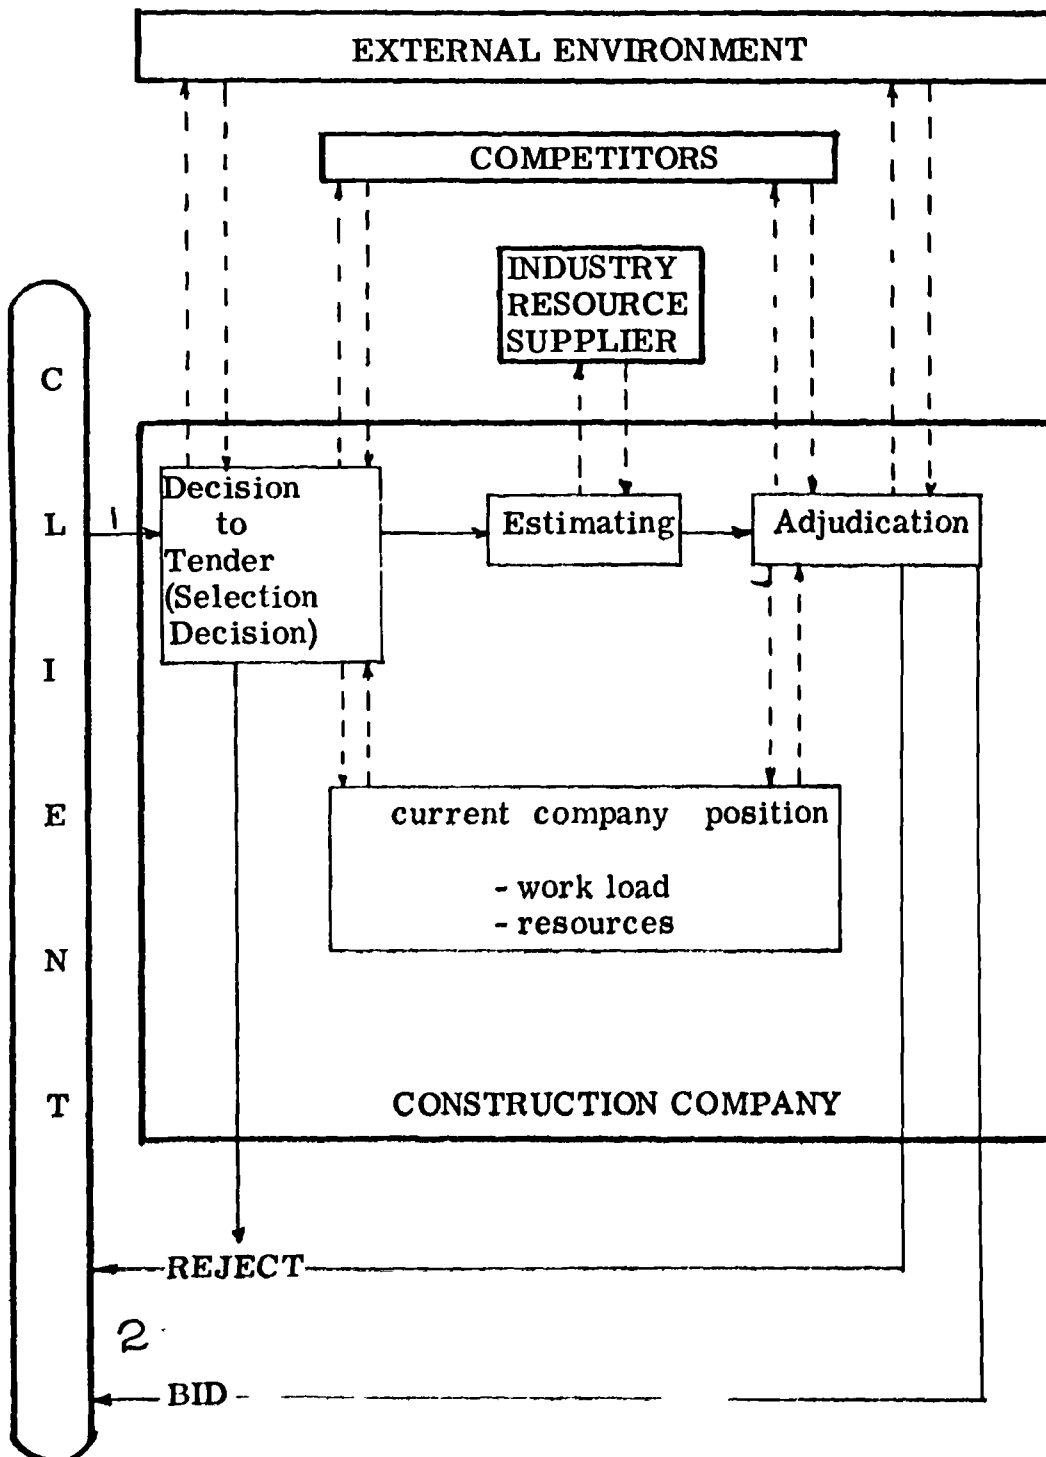 EXTERNAL ENVIRONMENT
COMPETITORS
INDUSTRY
RESOURCE
SUPPLIER
C
L
I
E
N
T
1
Decision
to
Tender
(Selection
Decision)
Estimating
Adjudication
current company position
- work load
- resources
CONSTRUCTION COMPANY
REJECT
2
BID